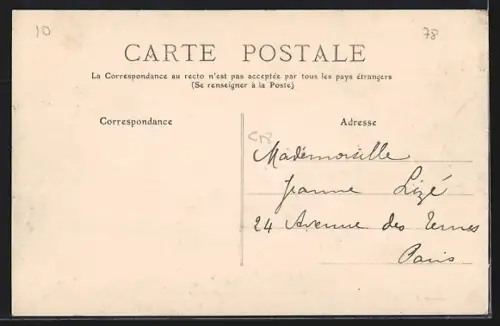 10
78
CARTE POSTALE
La Correspondance au recto n'est pas acceptée par tous les pays étrangers
(Se renseigner à la Poste)
Correspondance
Adresse
Mademoiselle
Jeanne Lizé
24 Avenue des Ternes
Paris